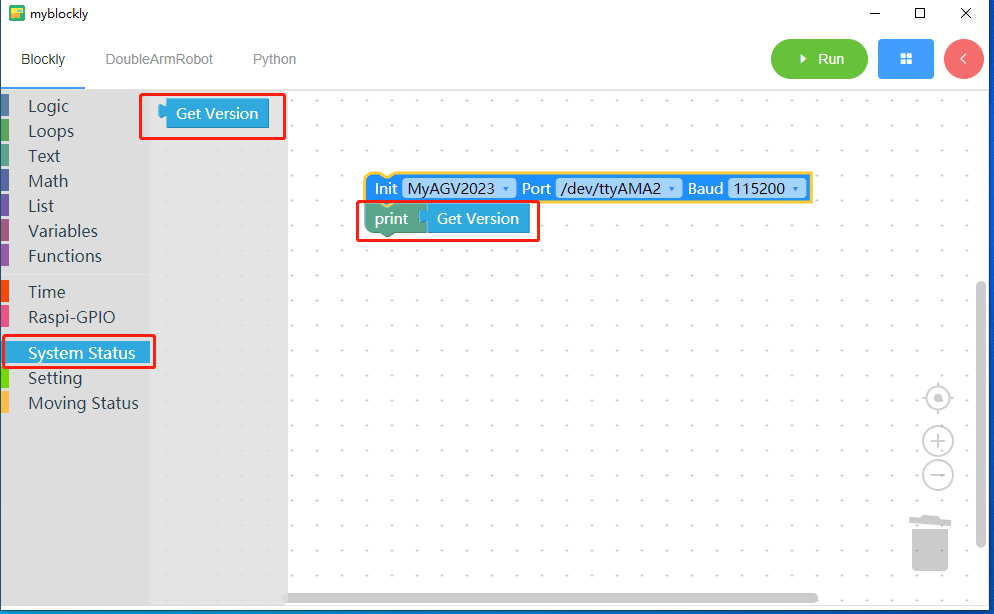 myblockly
Blockly DoubleArmRobot Python Run
Logic
Loops
Text
Math
List
Variables
Functions
Time
Raspi-GPIO
System Status
Setting
Moving Status
Get Version
Init MyAGV2023 Port /dev/ttyAMA2 Baud 115200
print Get Version